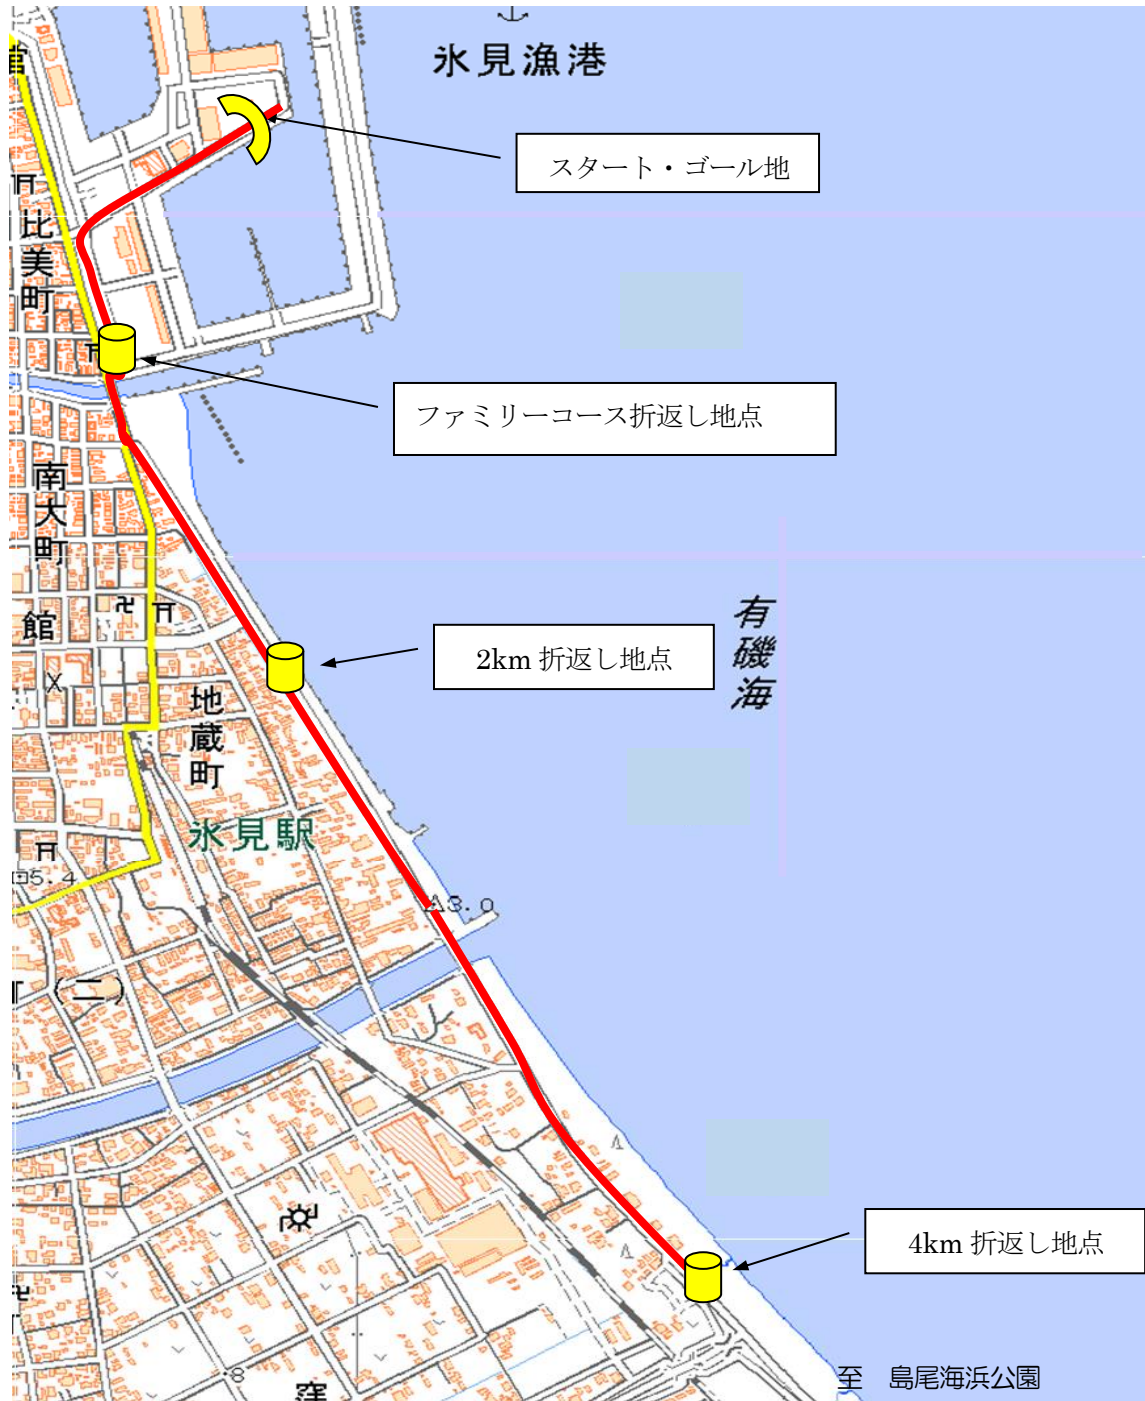 氷見漁港
スタート・ゴール地
比美町
ファミリーコース折返し地点
南大町
有磯海
館
2km 折返し地点
地蔵町
氷見駅
5.4
3.0
(二)
4km 折返し地点
至 島尾海浜公園
.8
窪